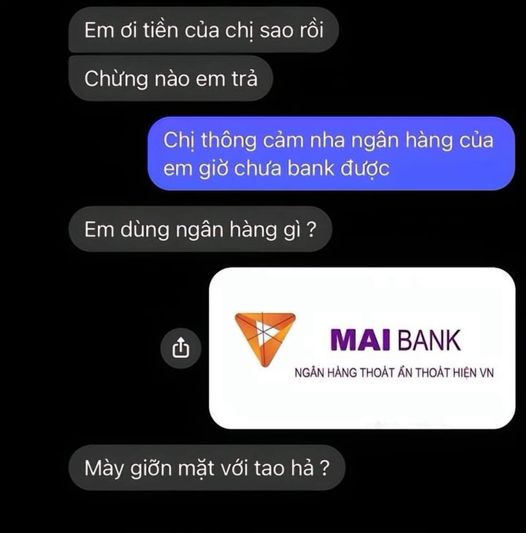 Em ơi tiền của chị sao rồi
Chừng nào em trả
Chị thông cảm nha ngân hàng của
em giờ chưa bank được
Em dùng ngân hàng gì ?
MAI BANK
NGÂN HÀNG THOÁT ẨN THOÁT HIỆN VN
Mày giỡn mặt với tao hả ?